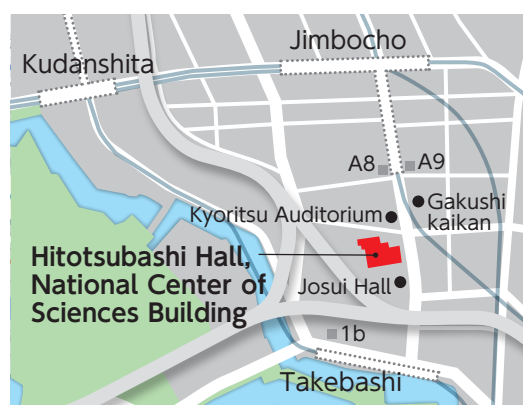 Jimbocho
Kudanshita
A8
A9
Kyoritsu Auditorium
Gakushi
kaikan
Hitotsubashi Hall,
National Center of
Sciences Building
Josui Hall
1b
Takebashi